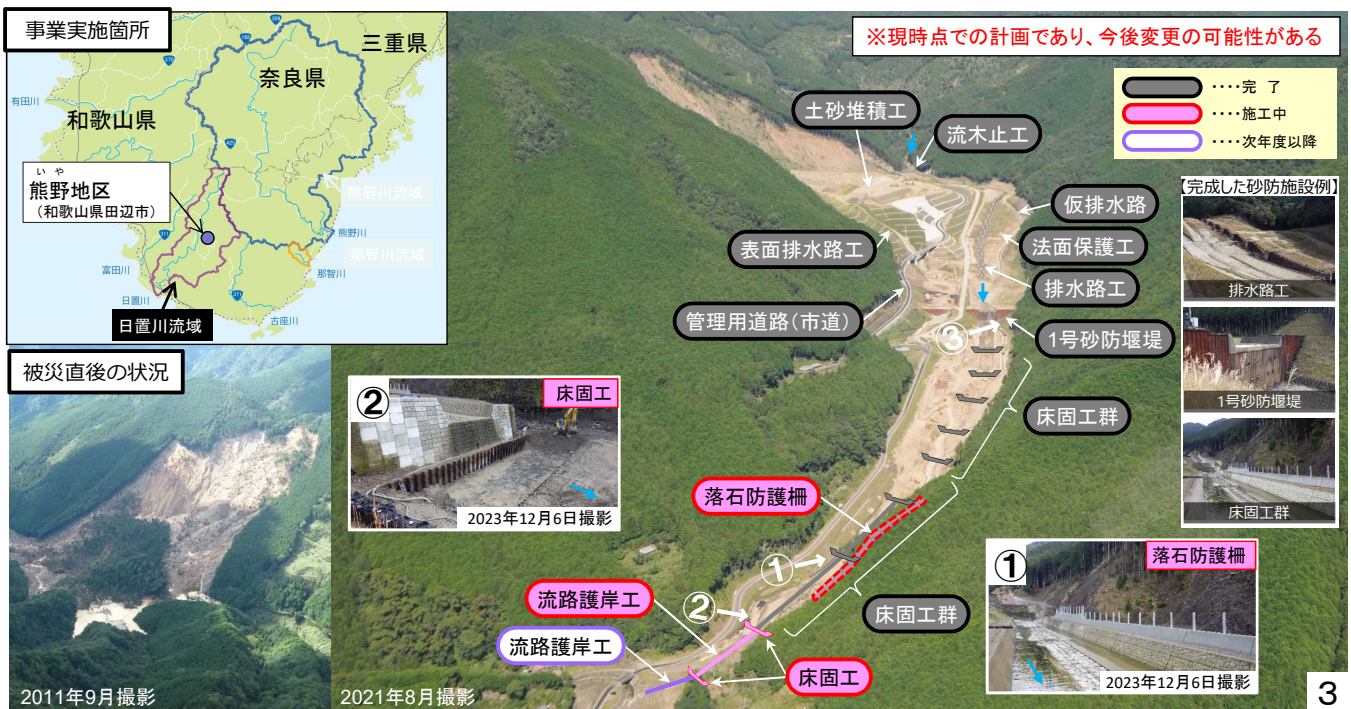 事業実施箇所
168
309
三重県
奈良県
有田川
和歌山県
425
いや
熊野地区
(和歌山県田辺市)
熊野川流域
熊野川
311
那智川流域
那智川
富田川
日置川
371
古座川
日置川流域
被災直後の状況
2011年9月撮影
※現時点での計画であり、今後変更の可能性がある
‥‥完 了
‥‥施工中
‥‥次年度以降
土砂堆積工
流木止工
仮排水路
表面排水路工
法面保護工
排水路工
管理用道路(市道)
③
1号砂防堰堤
床固工群
落石防護柵
①
床固工群
流路護岸工
②
流路護岸工
床固工
②
床固工
2023年12月6日撮影
【完成した砂防施設例】
排水路工
1号砂防堰堤
床固工群
①
落石防護柵
2023年12月6日撮影
2021年8月撮影
3